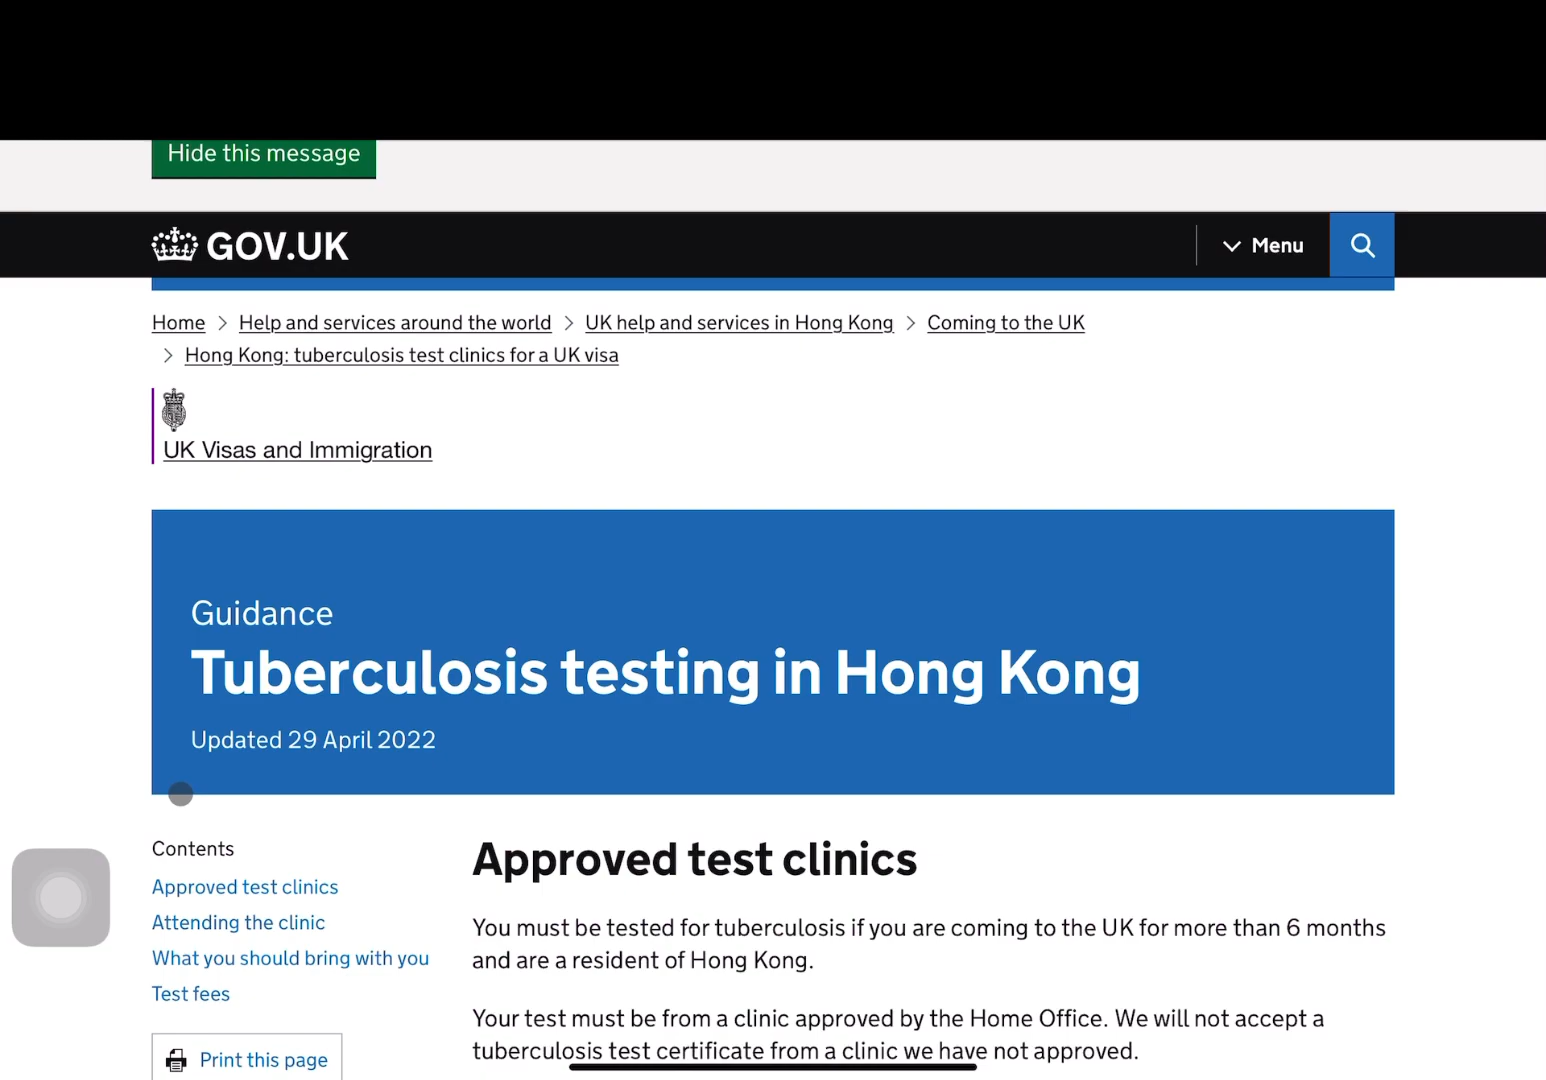 Hide this message
GOV.UK
Menu
Home > Help and services around the world > UK help and services in Hong Kong > Coming to the UK
> Hong Kong: tuberculosis test clinics for a UK visa
UK Visas and Immigration
Guidance
Tuberculosis testing in Hong Kong
Updated 29 April 2022
Contents
Approved test clinics
Attending the clinic
What you should bring with you
Test fees
Print this page
Approved test clinics
You must be tested for tuberculosis if you are coming to the UK for more than 6 months
and are a resident of Hong Kong.
Your test must be from a clinic approved by the Home Office. We will not accept a
tuberculosis test certificate from a clinic we have not approved.